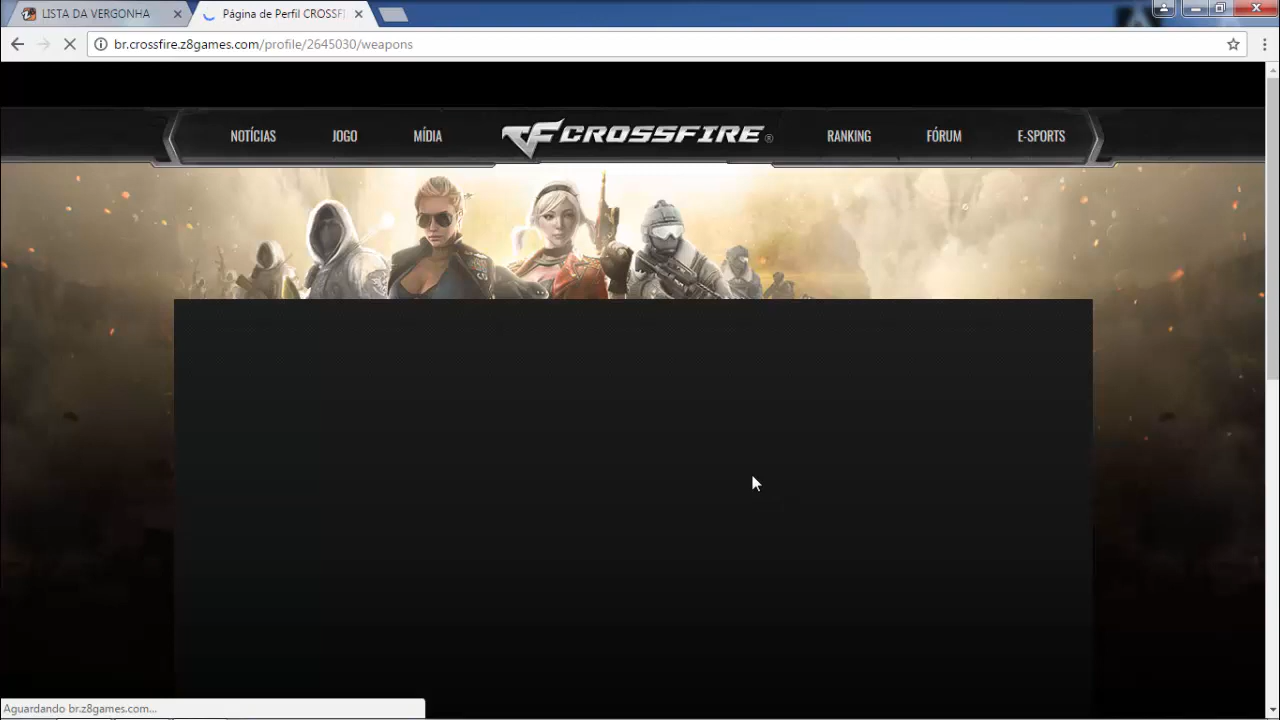 LISTA DA VERGONHA
Página de Perfil CROSSFI
br.crossfire.z8games.com/profile/2645030/weapons
NOTÍCIAS JOGO MÍDIA CROSSFIRE® RANKING FÓRUM E-SPORTS
Aguardando br.z8games.com...